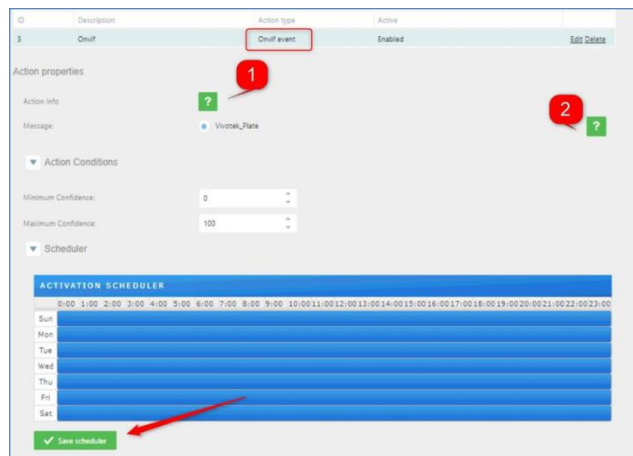 ID Description Action type Active
3 Onvif Onvif event Enabled Edit Delete
Action properties
1
Action Info ?
2
Message: Vivotek_Plate ?
Action Conditions
Minimum Confidence: 0
Maximum Confidence: 100
Scheduler
ACTIVATION SCHEDULER
0:00 1:00 2:00 3:00 4:00 5:00 6:00 7:00 8:00 9:00 10:00 11:00 12:00 13:00 14:00 15:00 16:00 17:00 18:00 19:00 20:00 21:00 22:00 23:00
Sun
Mon
Tue
Wed
Thu
Fri
Sat
Save scheduler